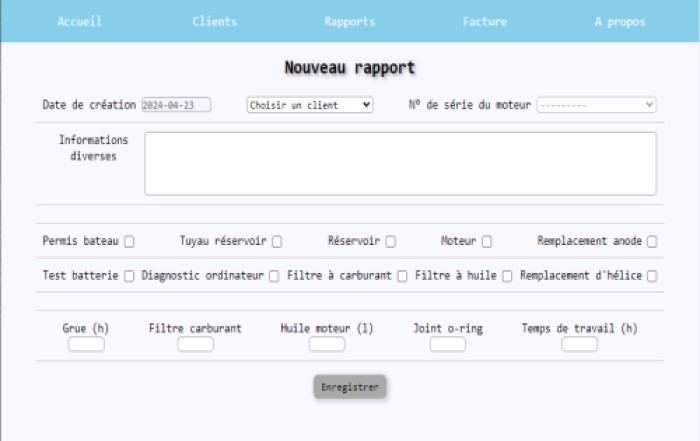 Accueil Clients Rapports Facture A propos
Nouveau rapport
Date de création 2024-04-23 Choisir un client N° de série du moteur ---------
Informations
diverses
Permis bateau Tuyau réservoir Réservoir Moteur Remplacement anode
Test batterie Diagnostic ordinateur Filtre à carburant Filtre à huile Remplacement d'hélice
Grue (h) Filtre carburant Huile moteur (l) Joint o-ring Temps de travail (h)
Enregistrer